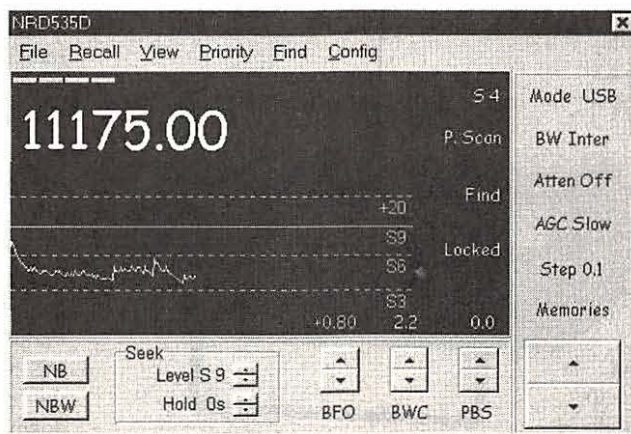 NRD535D
File Recall View Priority Find Config
S 4
11175.00
P. Scan
Find
+20
S9
Locked
S6
S3
+0.80 2.2 0.0
Mode USB
BW Inter
Atten Off
AGC Slow
Step 0.1
Memories
NB
NBW
Seek
Level S 9
Hold 0s
BFO BWC PBS